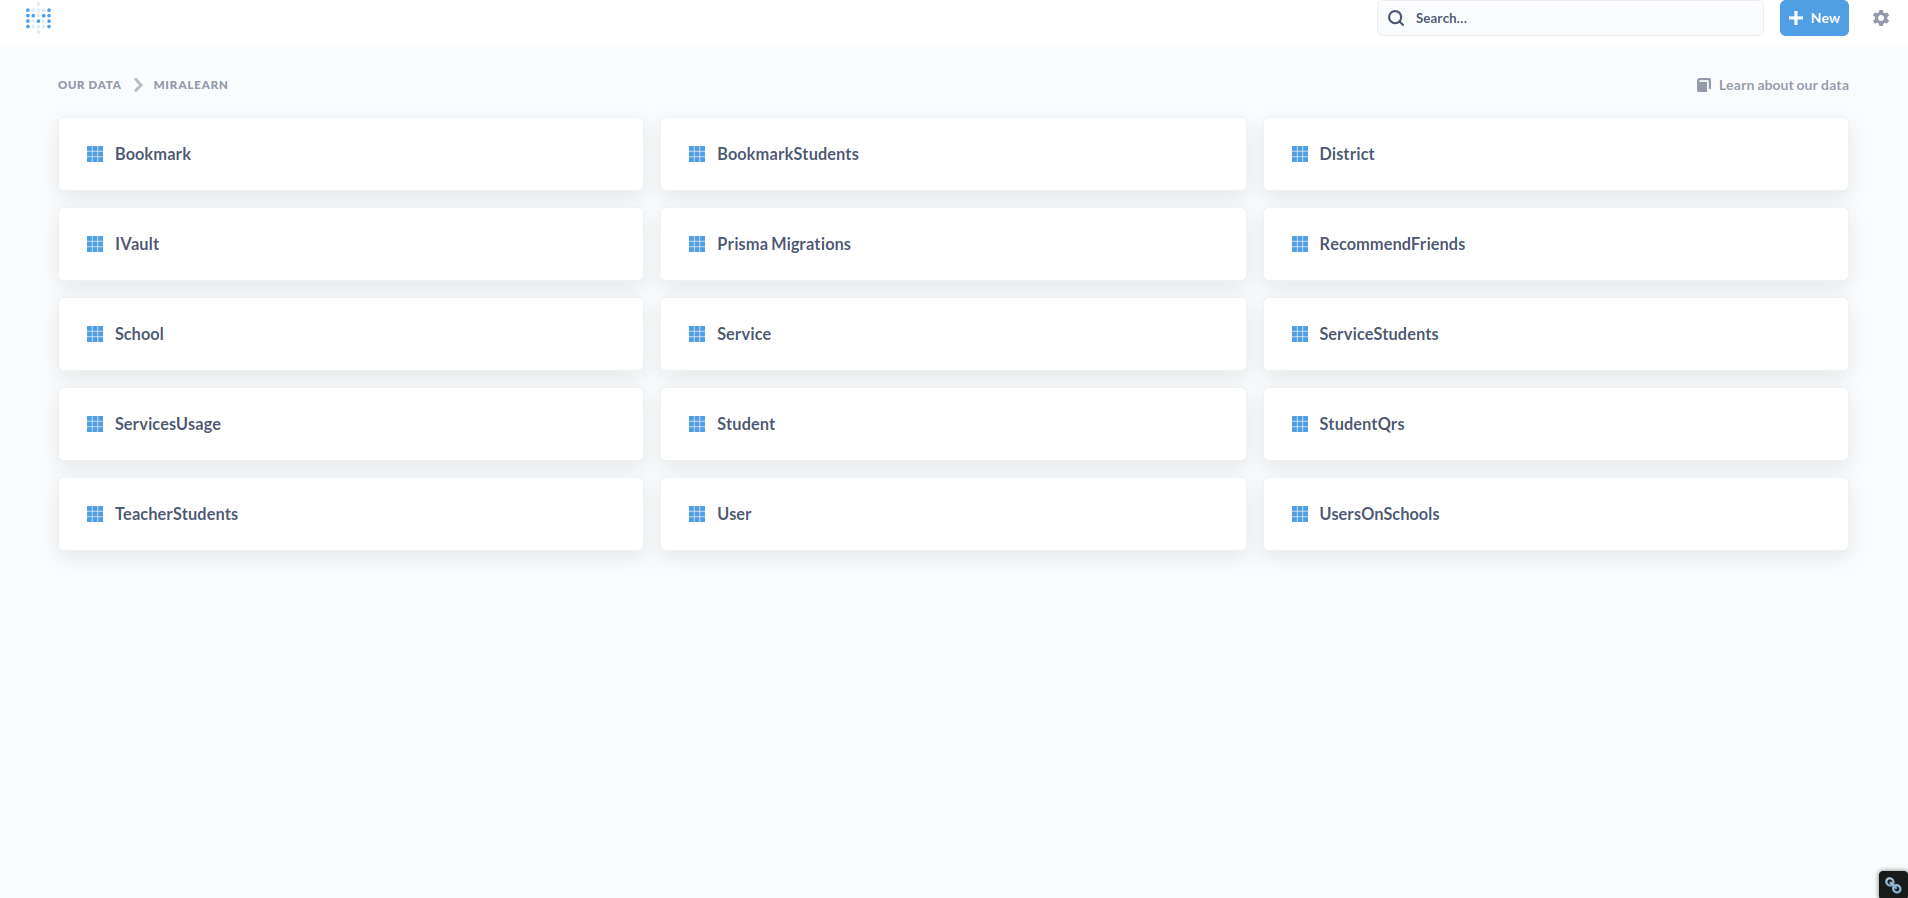 Search...
New
OUR DATA
MIRALEARN
Learn about our data
Bookmark
BookmarkStudents
District
IVault
Prisma Migrations
RecommendFriends
School
Service
ServiceStudents
ServicesUsage
Student
StudentQrs
TeacherStudents
User
UsersOnSchools